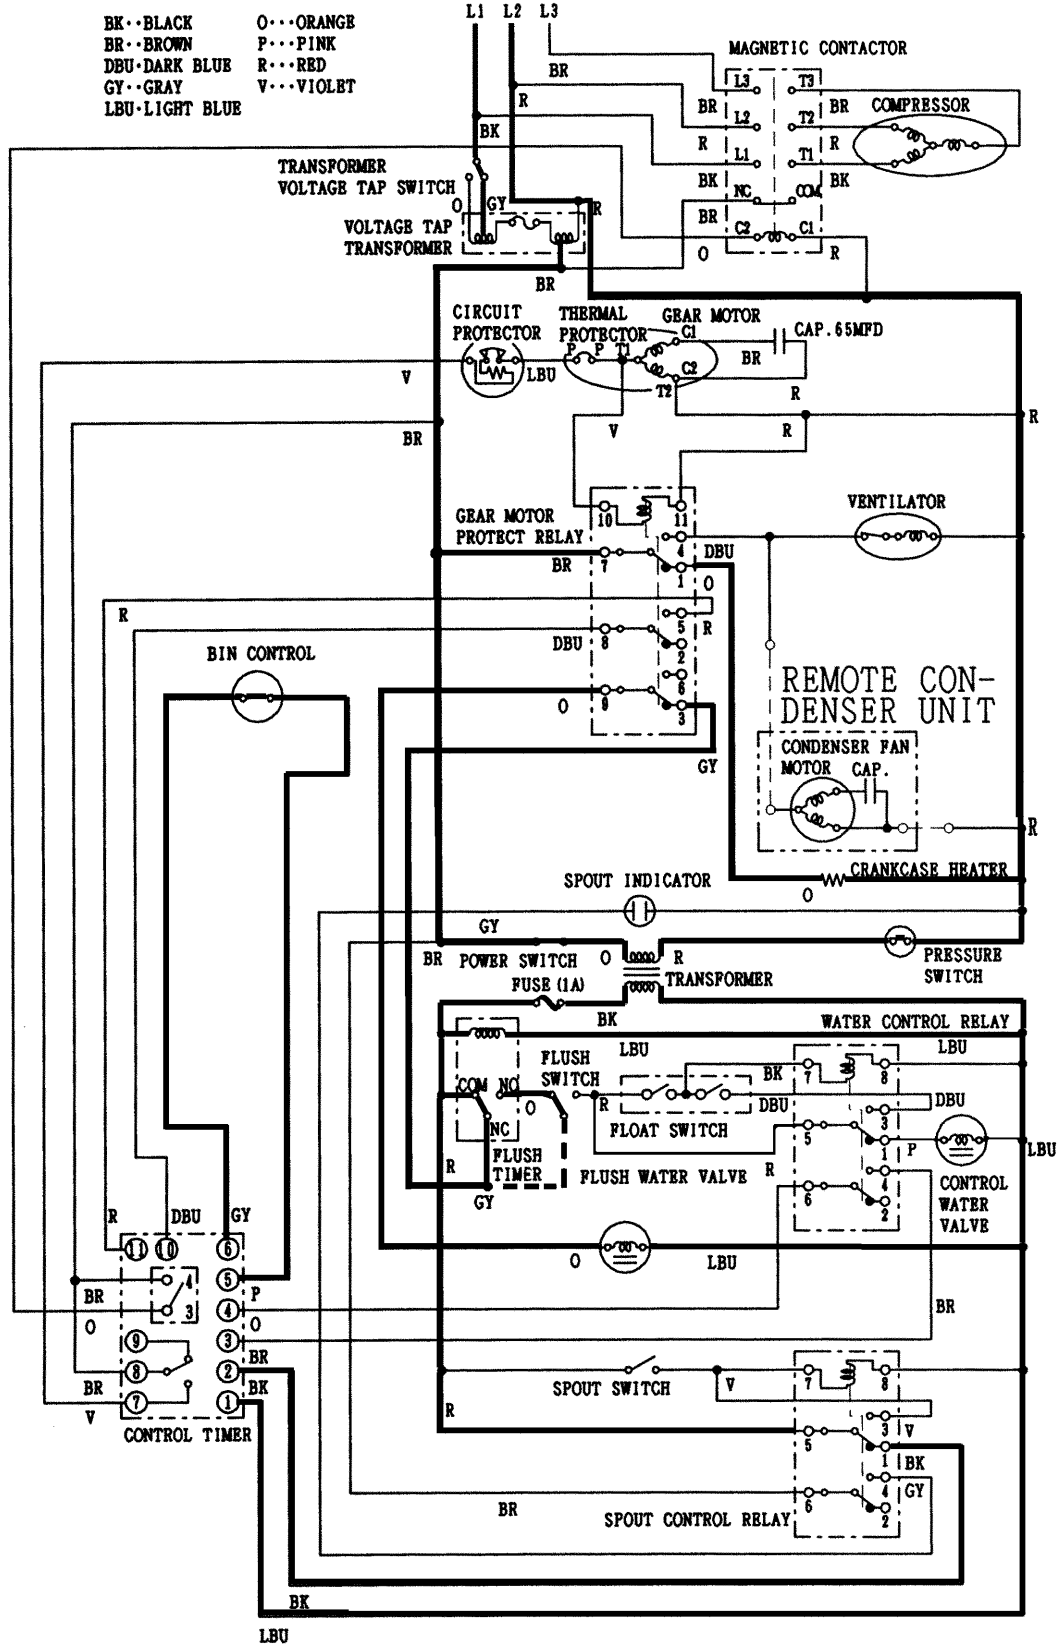 L1 L2 L3
BK··BLACK O···ORANGE
BR··BROWN P···PINK
DBU·DARK BLUE R···RED
GY··GRAY V···VIOLET
LBU·LIGHT BLUE
MAGNETIC CONTACTOR
BR
R
BK
L3 T3
BR BR
COMPRESSOR
L2 T2
R R
L1 T1
BK BK
TRANSFORMER
VOLTAGE TAP SWITCH
NC COM
O GY R
BR
VOLTAGE TAP
TRANSFORMER
C2 C1
O R
BR
CIRCUIT
PROTECTOR
THERMAL
PROTECTOR
GEAR MOTOR
C1
CAP.65MFD
P P T1
BR
V
LBU
C2
T2
R
BR
V
R
R
GEAR MOTOR
PROTECT RELAY
10 11
VENTILATOR
4
DBU
BR
7
1
O
R
5
R
DBU
8
2
BIN CONTROL
6
O
9
3
GY
REMOTE CON-
DENSER UNIT
CONDENSER FAN
MOTOR CAP.
R
CRANKCASE HEATER
O
SPOUT INDICATOR
GY
BR
POWER SWITCH
O R
PRESSURE
SWITCH
TRANSFORMER
FUSE (1A)
BK
WATER CONTROL RELAY
LBU
LBU
FLUSH
SWITCH
BK
7 8
COM NO
O
R
DBU
DBU
FLOAT SWITCH
3
NC
5
1
P
LBU
FLUSH
TIMER
R
GY
FLUSH WATER VALVE
R
4
6
2
CONTROL
WATER
VALVE
R DBU GY
11 10 6
O
LBU
5
P
4
BR
3
4
O
O
BR
9
3
BR
8
2
BR
BK
V
7
1
CONTROL TIMER
SPOUT SWITCH
V
7 8
R
3
V
5
1
BK
4
GY
BR
6
2
SPOUT CONTROL RELAY
BK
LBU